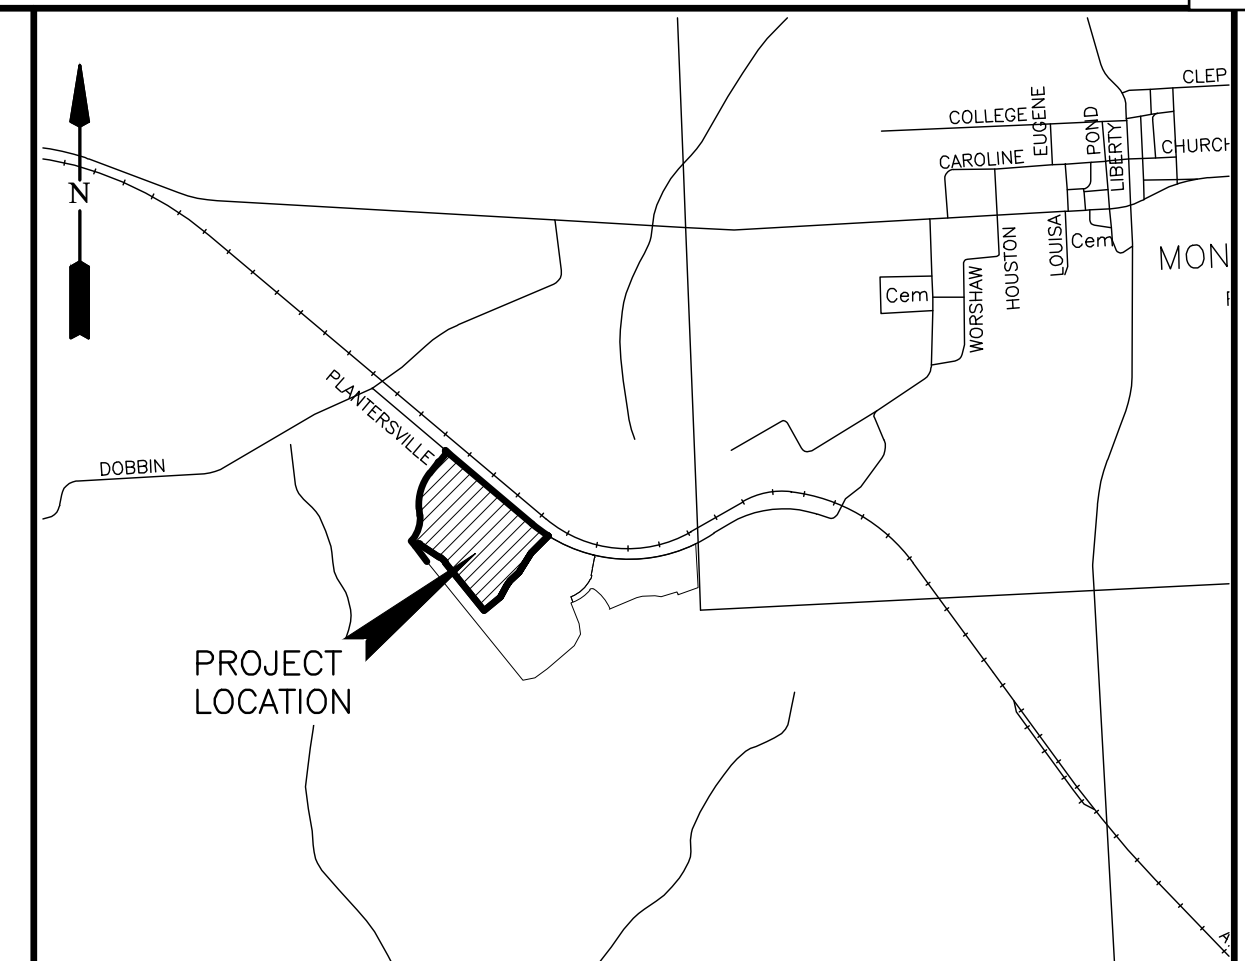 CLEP
COLLEGE
EUGENE
POND
LIBERTY
CHURCH
CAROLINE
N
LOUISA
Cem
HOUSTON
MON
Cem
WORSHAW
PLANTERSVILLE
DOBBIN
PROJECT
LOCATION